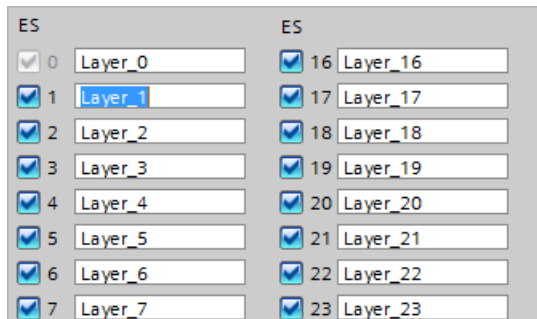 ES ES
0 Layer_0 16 Layer_16
1 Layer_1 17 Layer_17
2 Layer_2 18 Layer_18
3 Layer_3 19 Layer_19
4 Layer_4 20 Layer_20
5 Layer_5 21 Layer_21
6 Layer_6 22 Layer_22
7 Layer_7 23 Layer_23